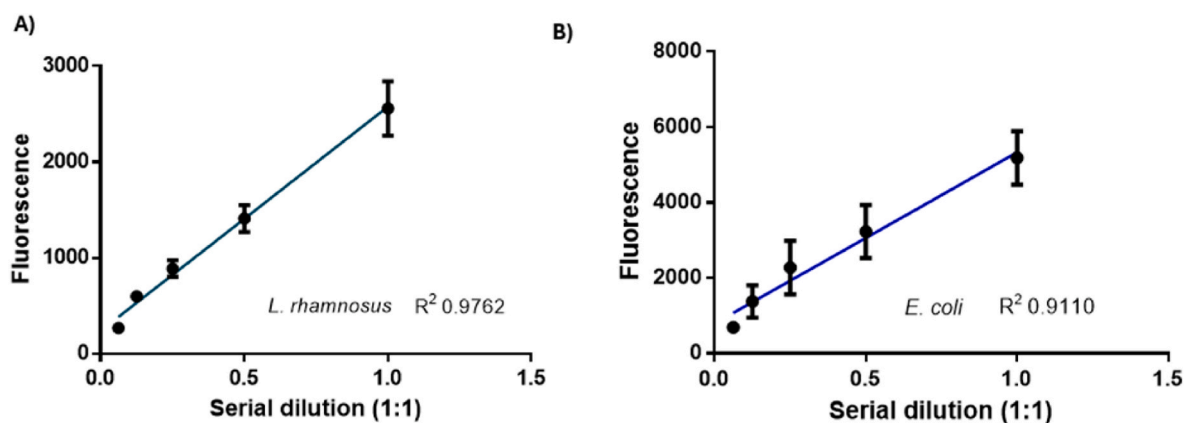 A)
Fluorescence
3000
2000
1000
0
0.0 0.5 1.0 1.5
Serial dilution (1:1)
L. rhamnosus R² 0.9762
B)
Fluorescence
8000
6000
4000
2000
0
0.0 0.5 1.0 1.5
Serial dilution (1:1)
E. coli R² 0.9110